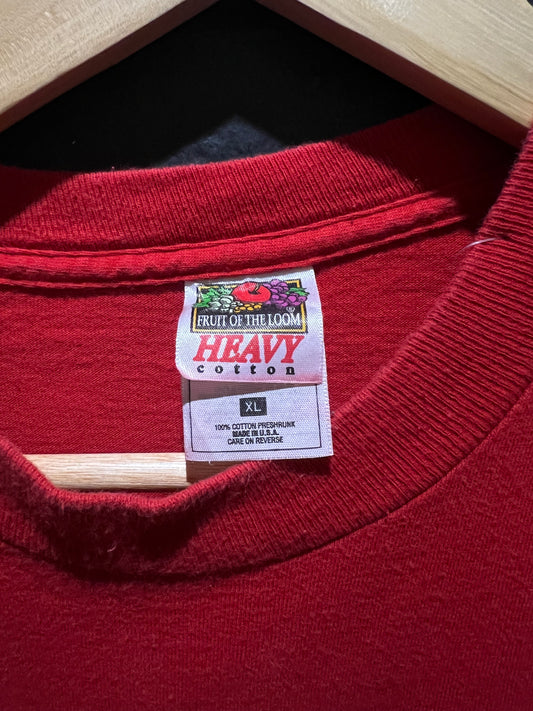 FRUIT OF THE LOOM
®
HEAVY
cotton
XL
100% COTTON PRESHRUNK
MADE IN U.S.A.
CARE ON REVERSE